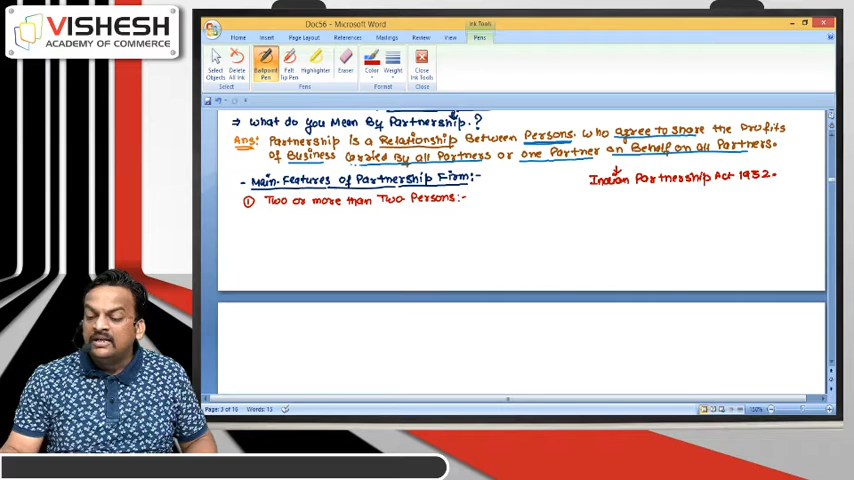 VISHESH
ACADEMY OF COMMERCE
Doc56 - Microsoft Word
Ink Tools
Home Insert Page Layout References Mailings Review View Pens
Select Objects
Delete All Ink
Ballpoint Pen
Felt Tip Pen
Highlighter
Eraser
Color
Weight
Close Ink Tools
Select Pens Format Close
⇒ What do you Mean By Partnership.?
Ans: Partnership is a Relationship Between Persons who agree to share the Profits
of Business Carried By all Partners or one Partner an Behalf on all Partners.
- Main Features of Partnership Firm:-
Indian Partnership Act 1932.
① Two or more than Two Persons:-
Page: 3 of 16 Words: 13